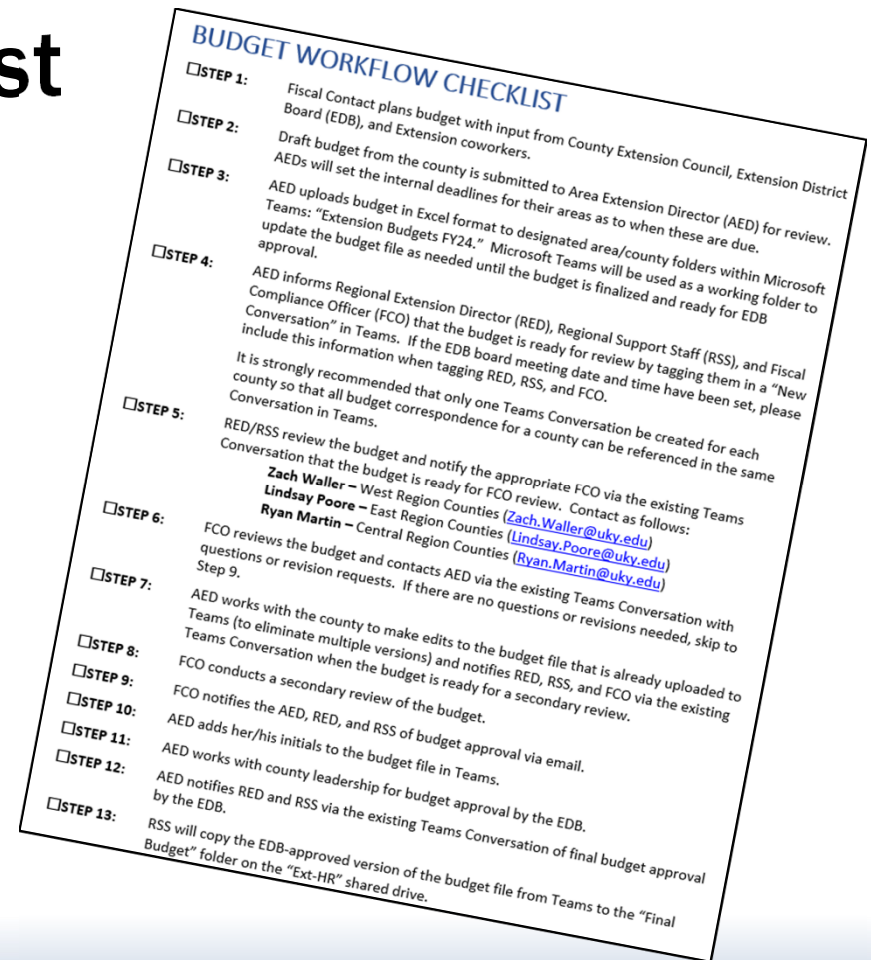 st
BUDGET WORKFLOW CHECKLIST
☐STEP 1: Fiscal Contact plans budget with input from County Extension Council, Extension District
Board (EDB), and Extension coworkers.
☐STEP 2: Draft budget from the county is submitted to Area Extension Director (AED) for review.
AEDs will set the internal deadlines for their areas as to when these are due.
☐STEP 3: AED uploads budget in Excel format to designated area/county folders within Microsoft
Teams: “Extension Budgets FY24.” Microsoft Teams will be used as a working folder to
update the budget file as needed until the budget is finalized and ready for EDB
approval.
☐STEP 4: AED informs Regional Extension Director (RED), Regional Support Staff (RSS), and Fiscal
Compliance Officer (FCO) that the budget is ready for review by tagging them in a “New
Conversation” in Teams. If the EDB board meeting date and time have been set, please
include this information when tagging RED, RSS, and FCO.
It is strongly recommended that only one Teams Conversation be created for each
county so that all budget correspondence for a county can be referenced in the same
Conversation in Teams.
☐STEP 5: RED/RSS review the budget and notify the appropriate FCO via the existing Teams
Conversation that the budget is ready for FCO review. Contact as follows:
Zach Waller – West Region Counties (Zach.Waller@uky.edu)
Lindsay Poore – East Region Counties (Lindsay.Poore@uky.edu)
Ryan Martin – Central Region Counties (Ryan.Martin@uky.edu)
☐STEP 6: FCO reviews the budget and contacts AED via the existing Teams Conversation with
questions or revision requests. If there are no questions or revisions needed, skip to
Step 9.
☐STEP 7: AED works with the county to make edits to the budget file that is already uploaded to
Teams (to eliminate multiple versions) and notifies RED, RSS, and FCO via the existing
Teams Conversation when the budget is ready for a secondary review.
☐STEP 8: FCO conducts a secondary review of the budget.
☐STEP 9: FCO notifies the AED, RED, and RSS of budget approval via email.
☐STEP 10: AED adds her/his initials to the budget file in Teams.
☐STEP 11: AED works with county leadership for budget approval by the EDB.
☐STEP 12: AED notifies RED and RSS via the existing Teams Conversation of final budget approval
by the EDB.
☐STEP 13: RSS will copy the EDB-approved version of the budget file from Teams to the “Final
Budget” folder on the “Ext-HR” shared drive.